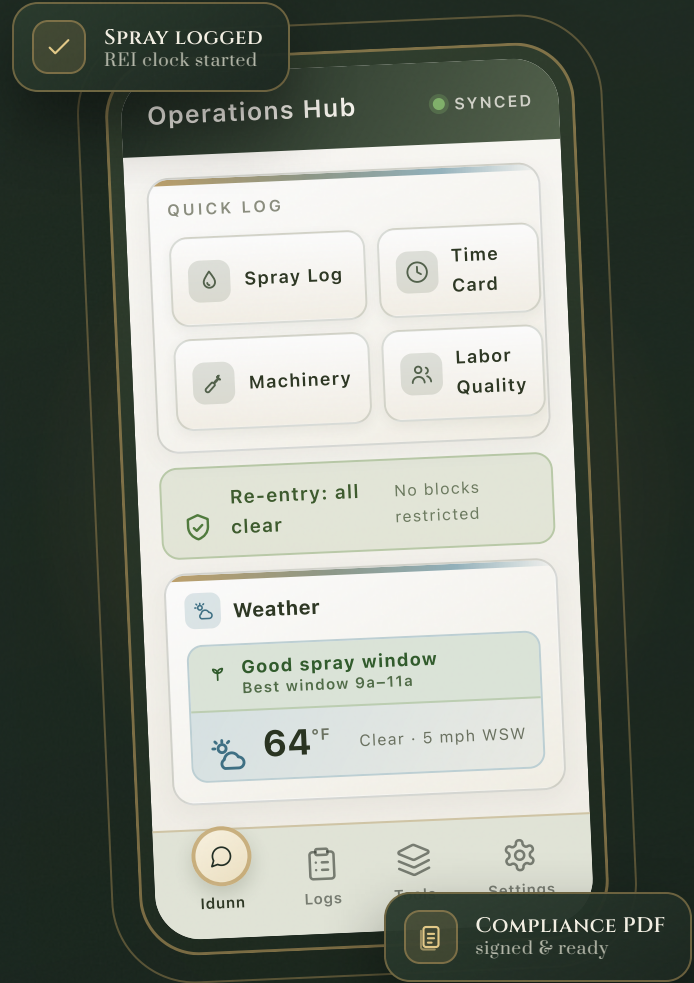 Spray logged
REI clock started
Operations Hub
SYNCED
QUICK LOG
Spray Log
Time
Card
Machinery
Labor
Quality
Re-entry: all
clear
No blocks
restricted
Weather
Good spray window
Best window 9a–11a
64°F
Clear · 5 mph WSW
Idunn
Logs
Settings
Compliance PDF
signed & ready